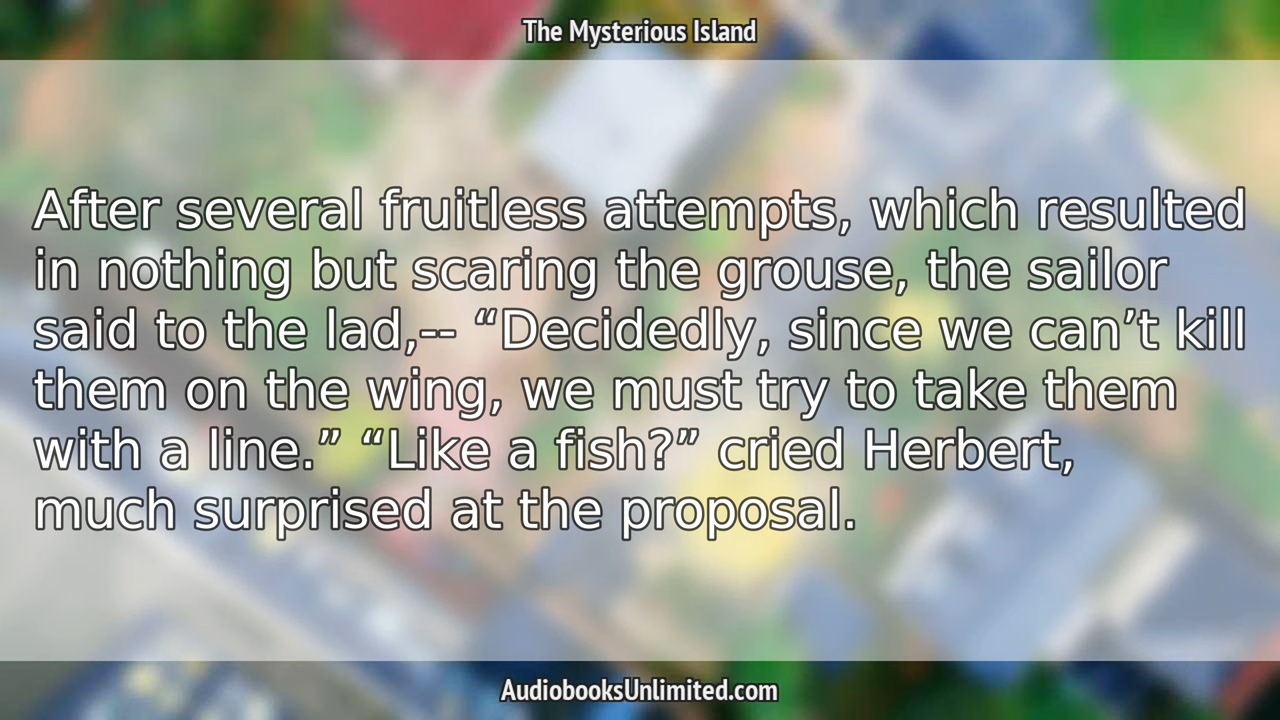 The Mysterious Island
After several fruitless attempts, which resulted
in nothing but scaring the grouse, the sailor
said to the lad,-- “Decidedly, since we can’t kill
them on the wing, we must try to take them
with a line.” “Like a fish?” cried Herbert,
much surprised at the proposal.
AudiobooksUnlimited.com